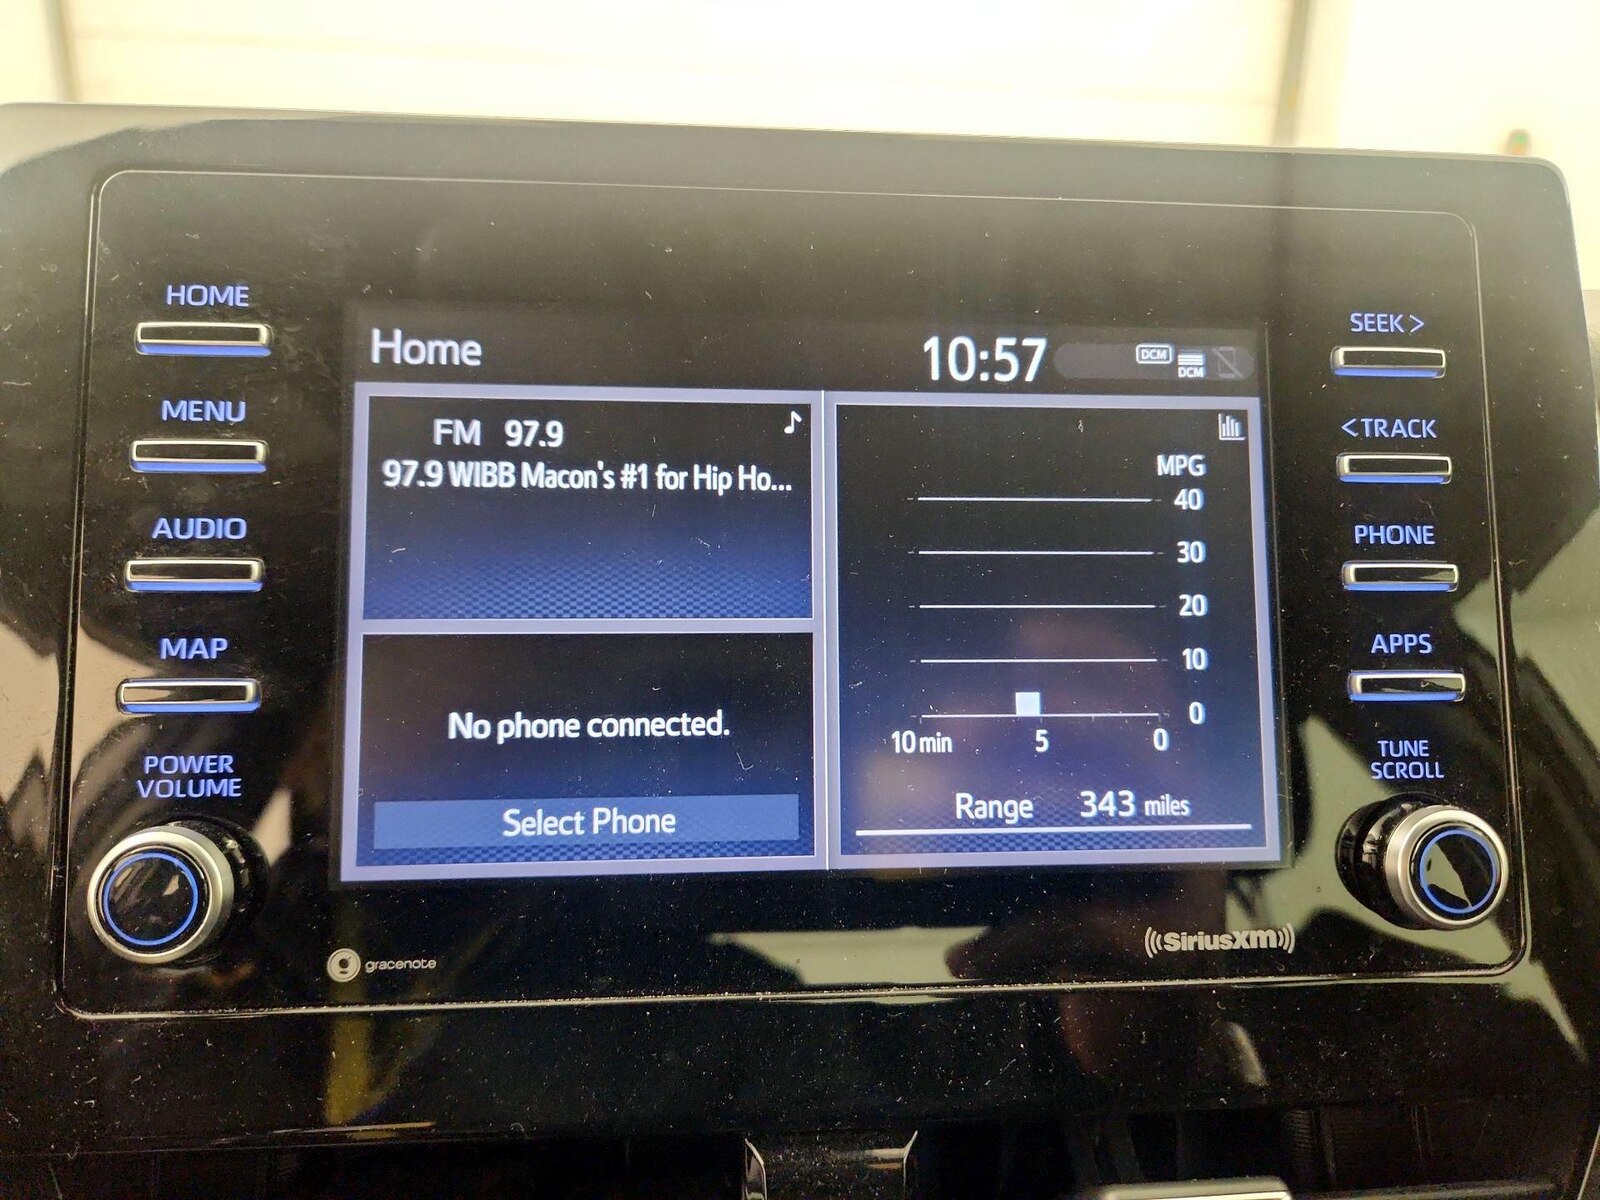 HOME
MENU
AUDIO
MAP
POWER
VOLUME
Home
10:57
DCM
DCM
FM 97.9
97.9 WIBB Macon's #1 for Hip Ho...
No phone connected.
Select Phone
MPG
40
30
20
10
0
10 min 5 0
Range 343 miles
SEEK >
< TRACK
PHONE
APPS
TUNE
SCROLL
gracenote
((SiriusXM))